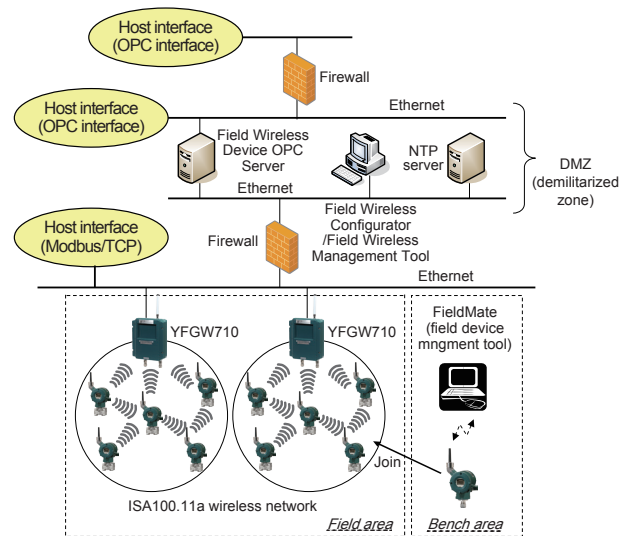 Host interface
(OPC interface)
Firewall
Host interface
(OPC interface)
Ethernet
Field Wireless
Device OPC
Server
NTP
server
DMZ
(demilitarized
zone)
Ethernet
Field Wireless
Configurator
/Field Wireless
Management Tool
Host interface
(Modbus/TCP)
Firewall
Ethernet
YFGW710
YFGW710
FieldMate
(field device
mngment tool)
Join
ISA100.11a wireless network
Field area
Bench area